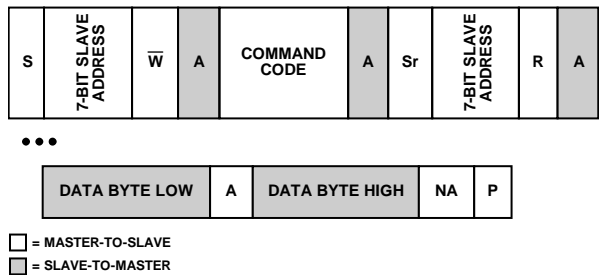 S 7-BIT SLAVE ADDRESS W̅ A COMMAND CODE A Sr 7-BIT SLAVE ADDRESS R A
•••
DATA BYTE LOW A DATA BYTE HIGH NA P
= MASTER-TO-SLAVE
= SLAVE-TO-MASTER